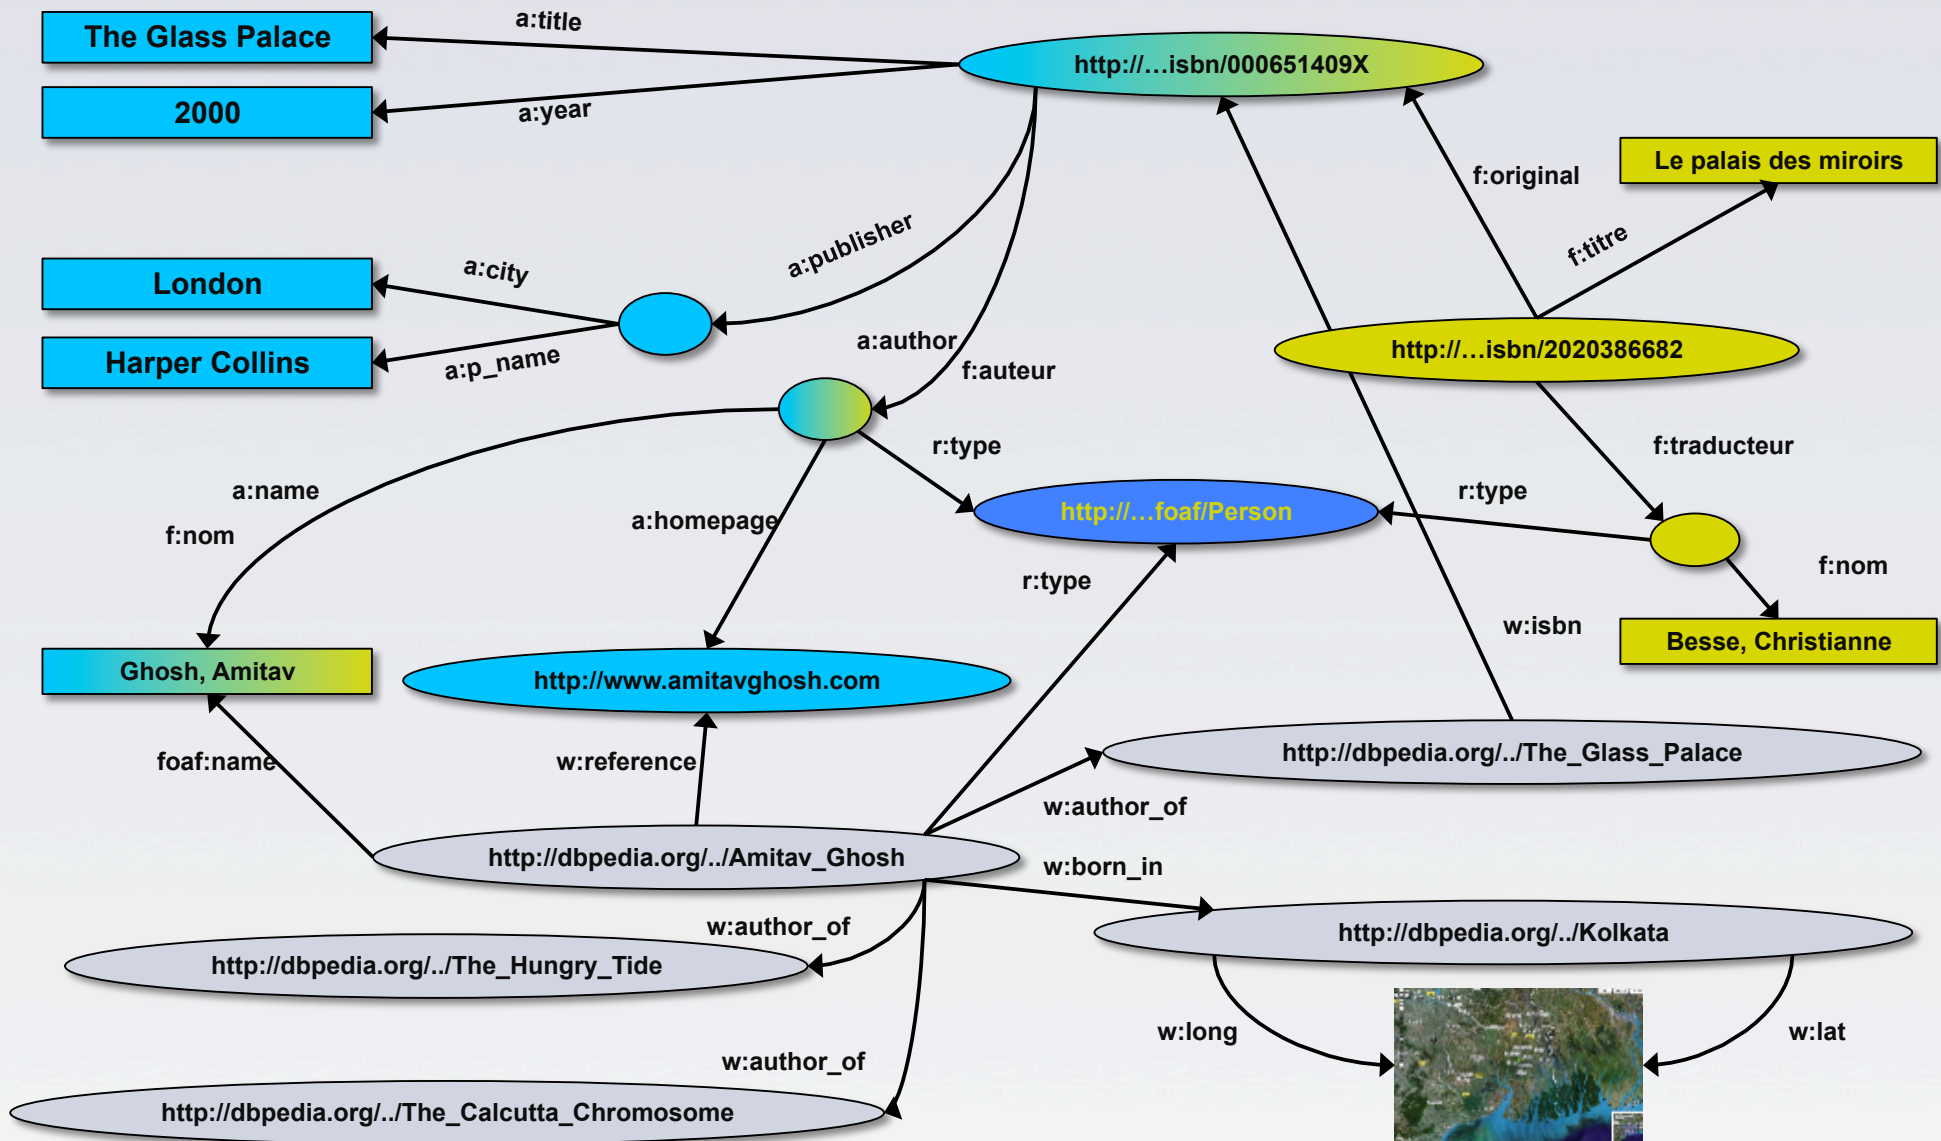 a:title
The Glass Palace
http://…isbn/000651409X
2000
a:year
Le palais des miroirs
f:original
f:titre
a:publisher
a:city
London
Harper Collins
a:p_name
a:author
f:auteur
http://…isbn/2020386682
f:traducteur
r:type
a:name
f:nom
a:homepage
http://…foaf/Person
r:type
r:type
f:nom
w:isbn
Besse, Christianne
Ghosh, Amitav
http://www.amitavghosh.com
foaf:name
w:reference
http://dbpedia.org/../The_Glass_Palace
w:author_of
http://dbpedia.org/../Amitav_Ghosh
w:born_in
w:author_of
http://dbpedia.org/../Kolkata
http://dbpedia.org/../The_Hungry_Tide
w:long
w:lat
w:author_of
http://dbpedia.org/../The_Calcutta_Chromosome